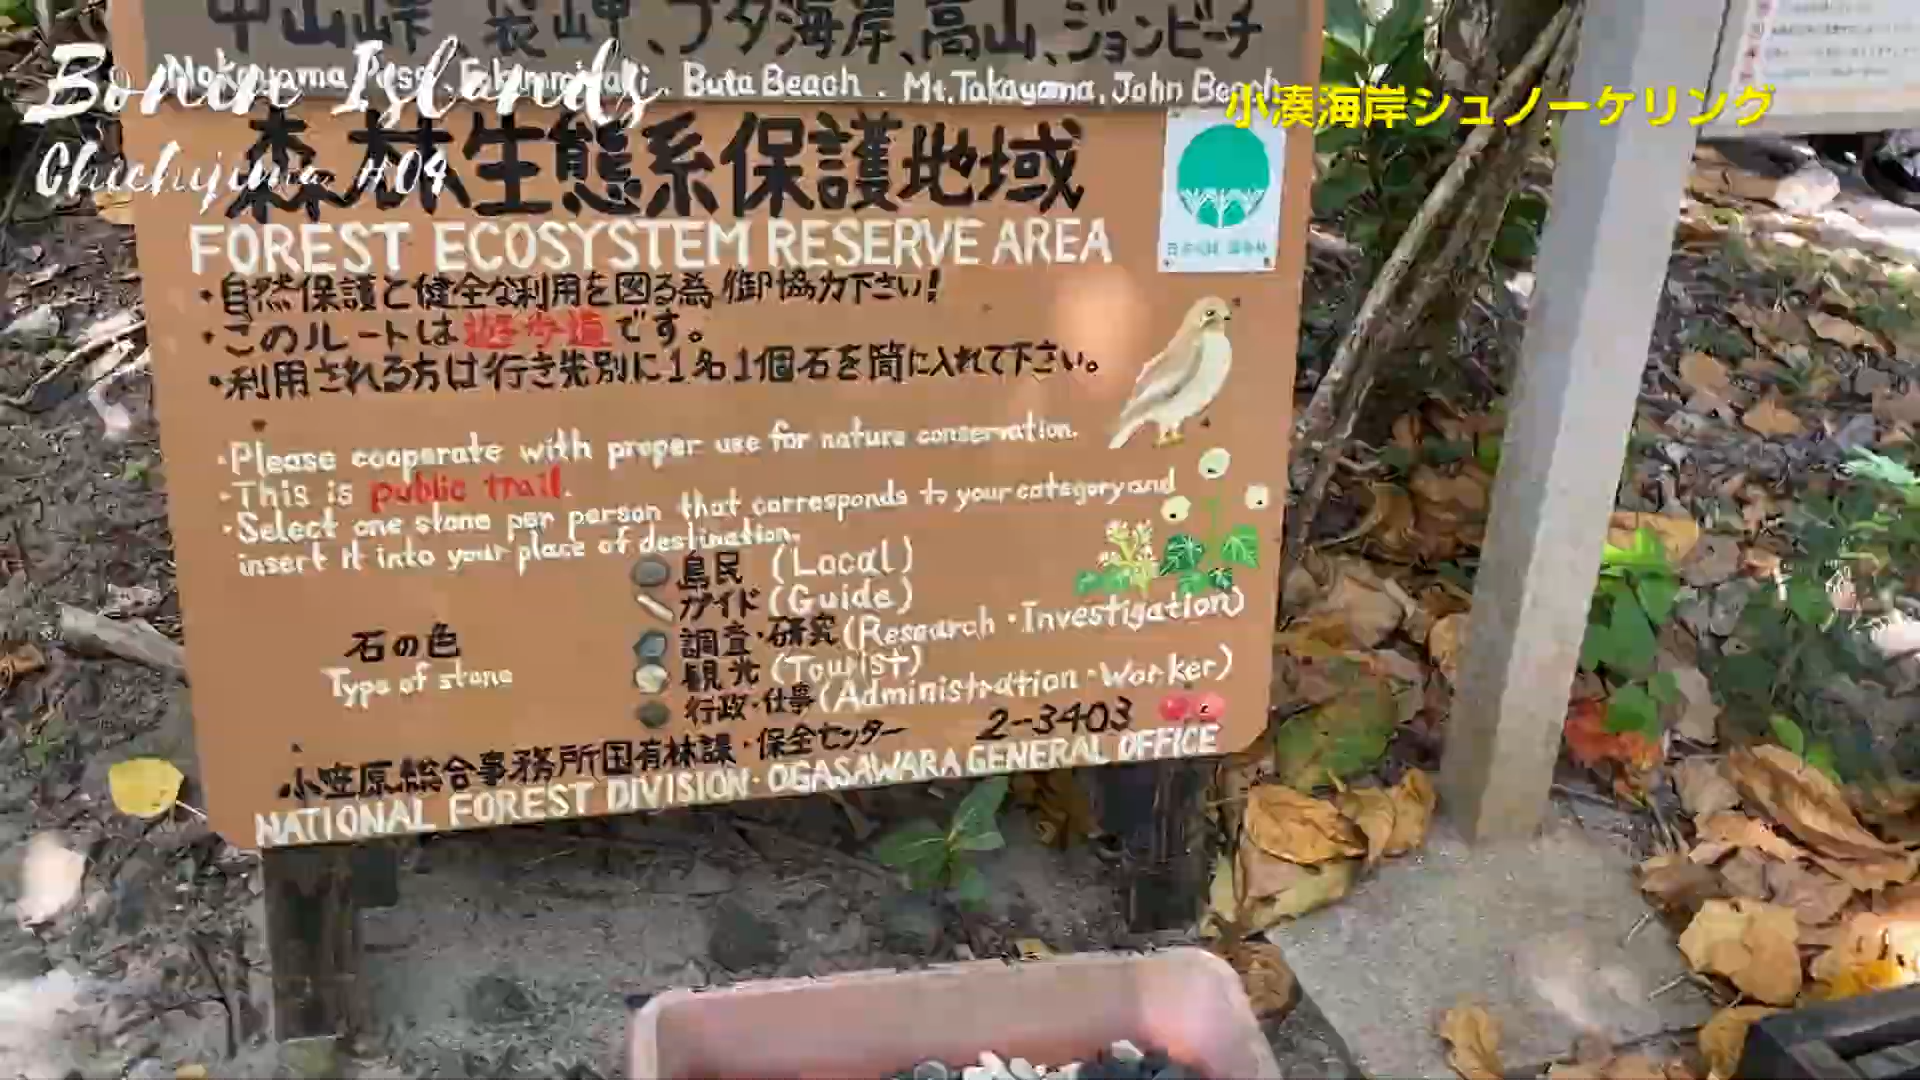 中山峠、袋岬、ブタ海岸、高山、ジョンビーチ
Nakayama Pass. . Buta Beach . Mt.Takayama, John Beach
Bonin Islands
Chichijima #04
小湊海岸シュノーケリング
森林生態系保護地域
FOREST ECOSYSTEM RESERVE AREA
・自然保護と健全な利用を図る為 御協力下さい!
・このルートは遊歩道です。
・利用される方は行き先別に1名1個石を筒に入れて下さい。
・Please cooperate with proper use for nature conservation.
・This is public trail.
・Select one stone per person that corresponds to your category and
insert it into your place of destination.
島民 (Local)
ガイド (Guide)
石の色
Type of stone
調査・研究 (Research・Investigation)
観光 (Tourist)
行政・仕事 (Administration・Worker)
小笠原総合事務所国有林課・保全センター 2-3403
NATIONAL FOREST DIVISION・OGASAWARA GENERAL OFFICE